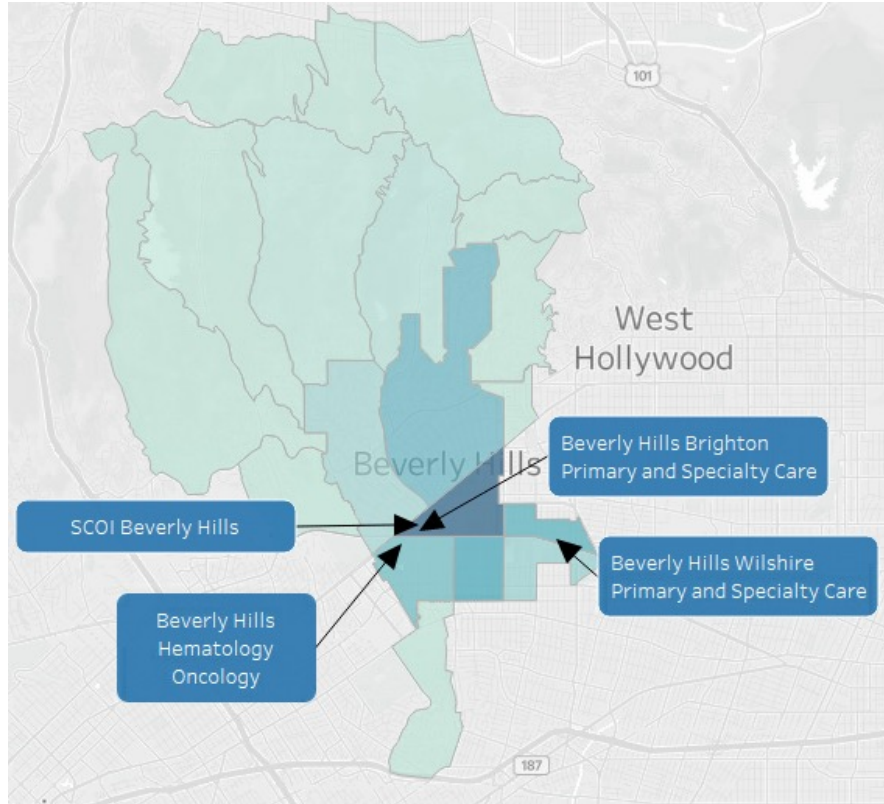 101
West
Hollywood
Beverly Hills
Beverly Hills Brighton
Primary and Specialty Care
SCOI Beverly Hills
Beverly Hills Wilshire
Primary and Specialty Care
Beverly Hills
Hematology
Oncology
187